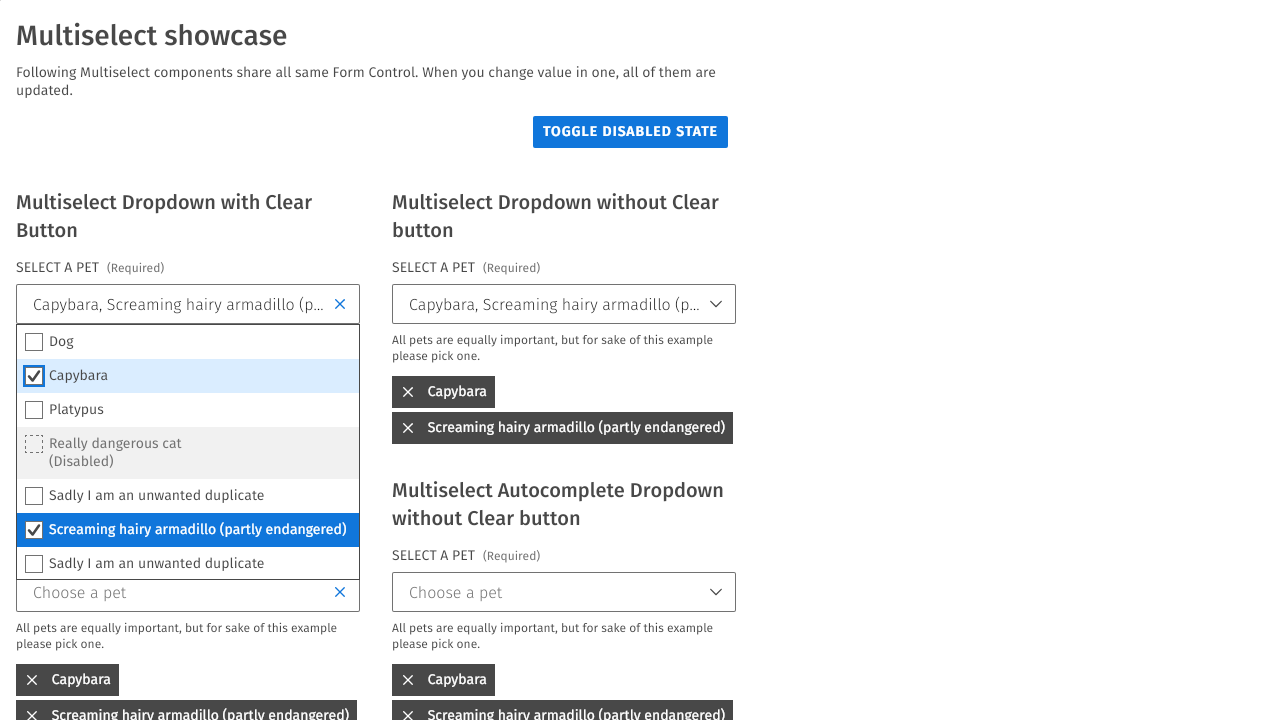 Multiselect showcase
Following Multiselect components share all same Form Control. When you change value in one, all of them are
updated.
TOGGLE DISABLED STATE
Multiselect Dropdown with Clear
Button
SELECT A PET (Required)
Capybara, Screaming hairy armadillo (p...
Dog
Capybara
Platypus
Really dangerous cat
(Disabled)
Sadly I am an unwanted duplicate
Screaming hairy armadillo (partly endangered)
Sadly I am an unwanted duplicate
Choose a pet
All pets are equally important, but for sake of this example
please pick one.
Capybara
Screaming hairy armadillo (partly endangered)
Multiselect Dropdown without Clear
button
SELECT A PET (Required)
Capybara, Screaming hairy armadillo (p...
All pets are equally important, but for sake of this example
please pick one.
Capybara
Screaming hairy armadillo (partly endangered)
Multiselect Autocomplete Dropdown
without Clear button
SELECT A PET (Required)
Choose a pet
All pets are equally important, but for sake of this example
please pick one.
Capybara
Screaming hairy armadillo (partly endangered)